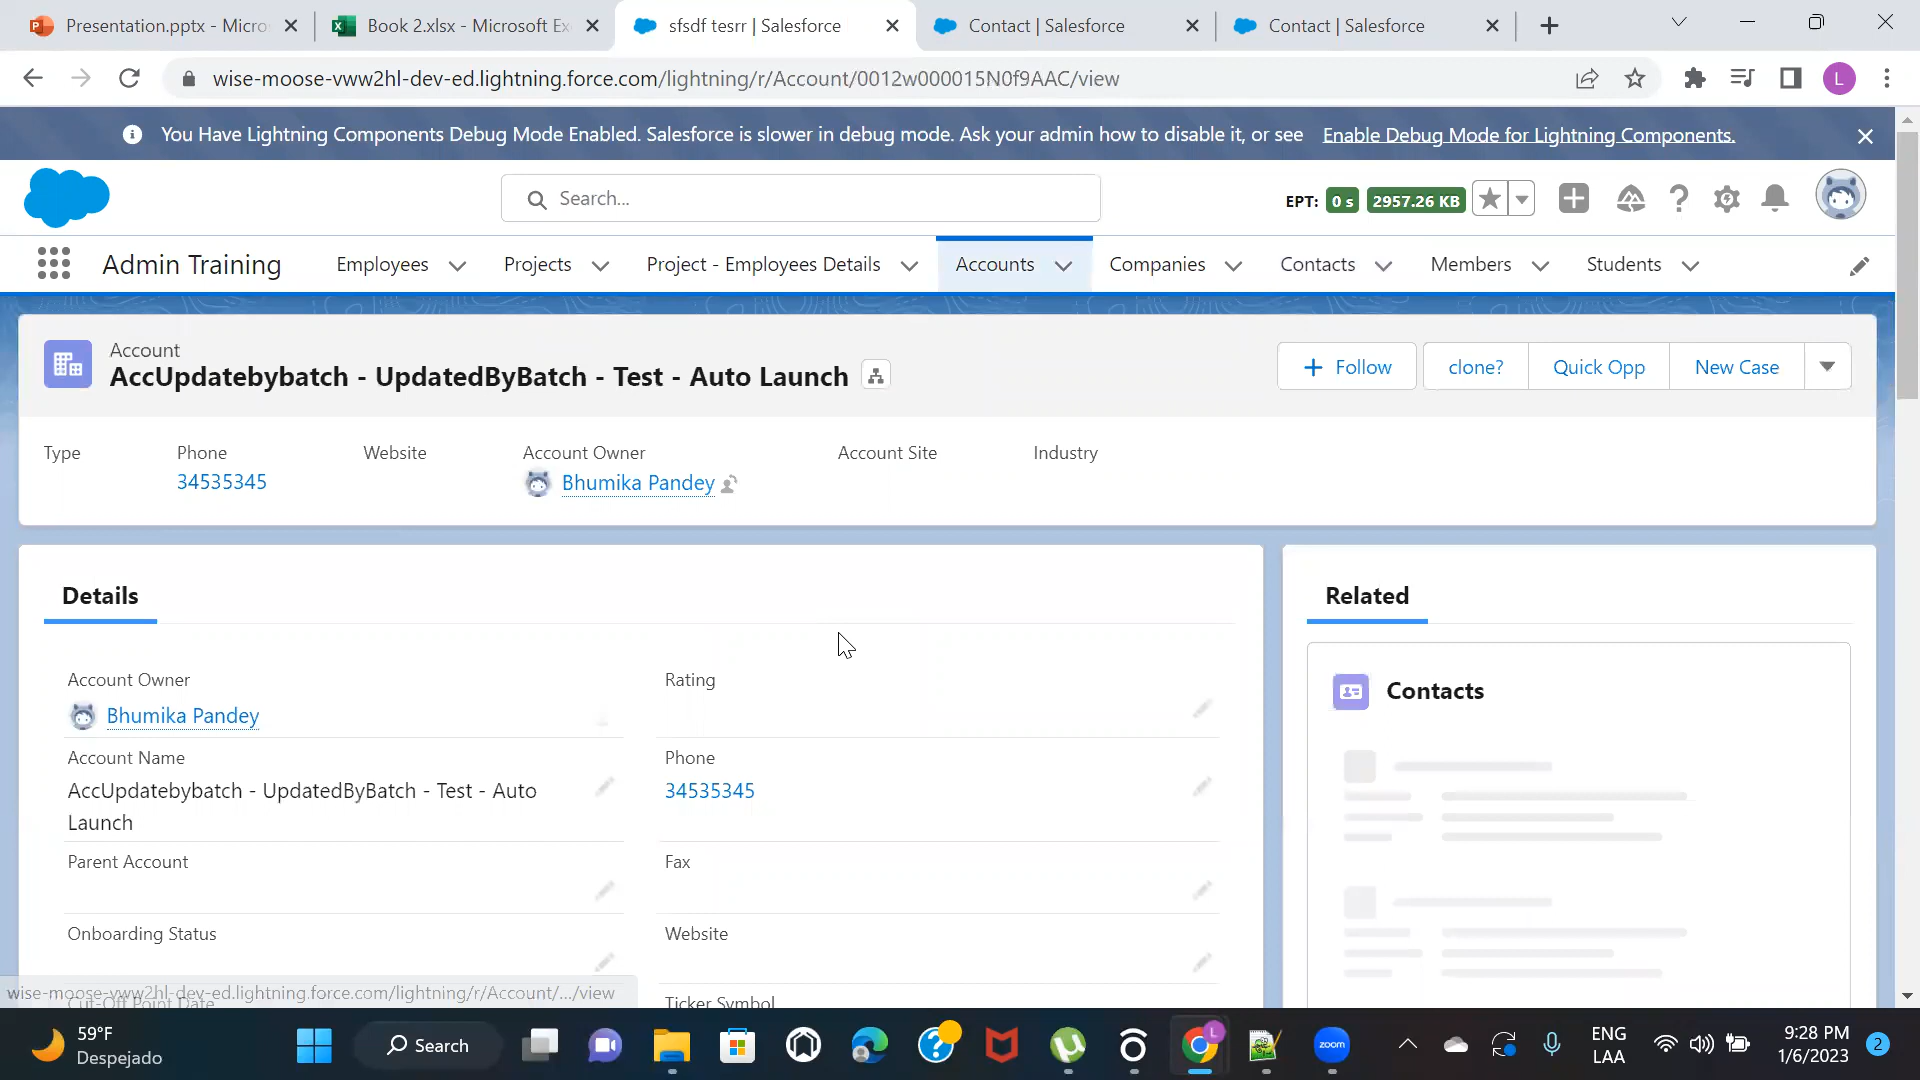 Presentation.pptx - Micro
Book 2.xlsx - Microsoft Ex
sfsdf tesrr | Salesforce
Contact | Salesforce
Contact | Salesforce
wise-moose-vww2hl-dev-ed.lightning.force.com/lightning/r/Account/0012w000015N0f9AAC/view
L
You Have Lightning Components Debug Mode Enabled. Salesforce is slower in debug mode. Ask your admin how to disable it, or see Enable Debug Mode for Lightning Components.
Search...
EPT: 0 s 2957.26 KB
Admin Training
Employees
Projects
Project - Employees Details
Accounts
Companies
Contacts
Members
Students
Account
AccUpdatebybatch - UpdatedByBatch - Test - Auto Launch
Follow
clone?
Quick Opp
New Case
Type
Phone
Website
Account Owner
Account Site
Industry
34535345
Bhumika Pandey
Details
Related
Account Owner
Bhumika Pandey
Rating
Contacts
Account Name
AccUpdatebybatch - UpdatedByBatch - Test - Auto
Launch
Phone
34535345
Parent Account
Fax
Onboarding Status
Website
Cut-Off Point Date
Ticker Symbol
wise-moose-vww2hl-dev-ed.lightning.force.com/lightning/r/Account/.../view
59°F
Despejado
Search
L
zoom
ENG
LAA
9:28 PM
1/6/2023
2